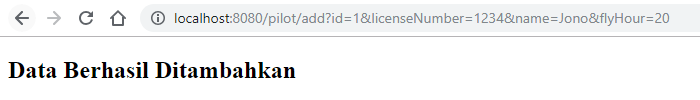 localhost:8080/pilot/add?id=1&licenseNumber=1234&name=Jono&flyHour=20
Data Berhasil Ditambahkan